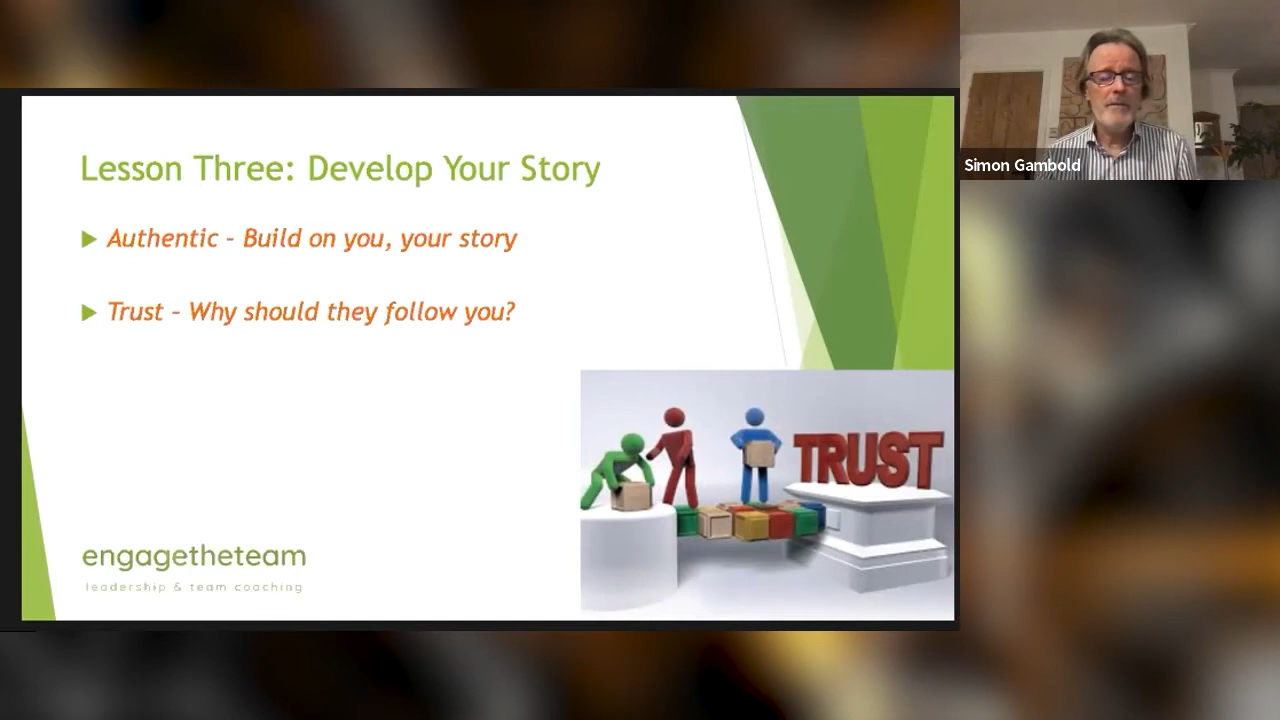 Lesson Three: Develop Your Story
Authentic - Build on you, your story
Trust - Why should they follow you?
TRUST
engagetheteam
leadership & team coaching
Simon Gambold